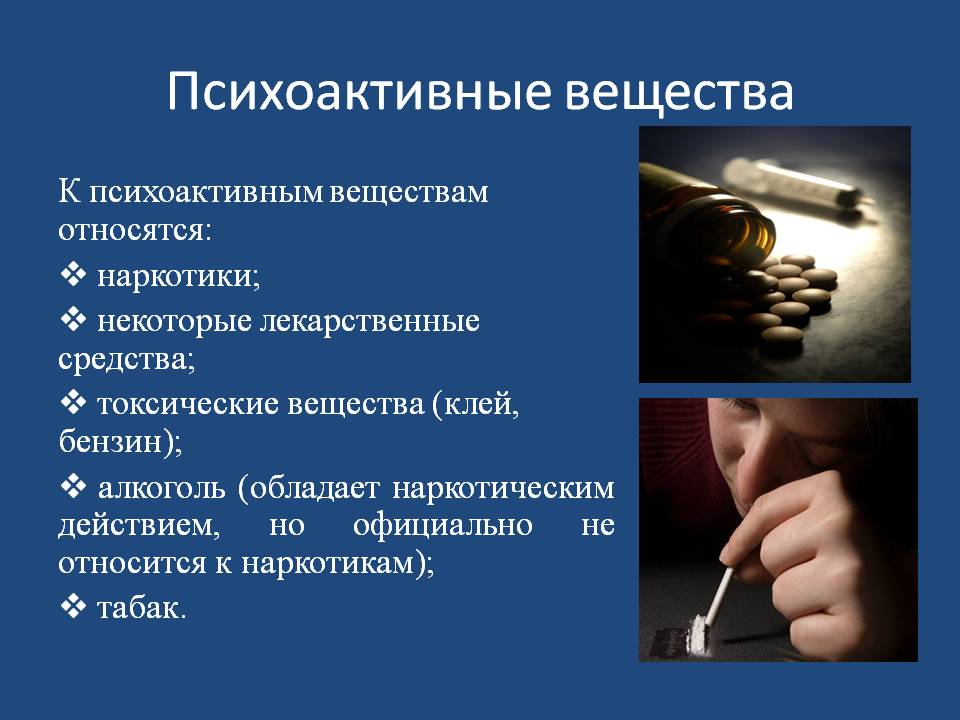 Психоактивные вещества
К психоактивным веществам
относятся:
❖ наркотики;
❖ некоторые лекарственные
средства;
❖ токсические вещества (клей,
бензин);
❖ алкоголь (обладает наркотическим
действием, но официально не
относится к наркотикам);
❖ табак.